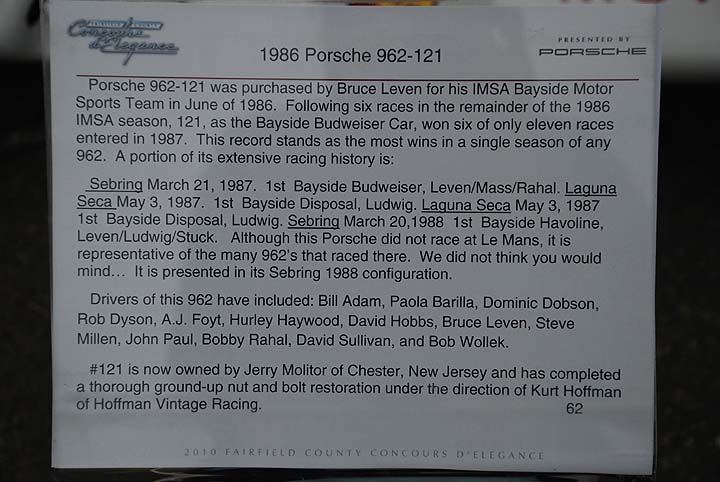 FAIRFIELD COUNTY
Concours
d'Elegance
PRESENTED BY
PORSCHE
1986 Porsche 962-121
Porsche 962-121 was purchased by Bruce Leven for his IMSA Bayside Motor
Sports Team in June of 1986. Following six races in the remainder of the 1986
IMSA season, 121, as the Bayside Budweiser Car, won six of only eleven races
entered in 1987. This record stands as the most wins in a single season of any
962. A portion of its extensive racing history is:
Sebring March 21, 1987. 1st Bayside Budweiser, Leven/Mass/Rahal. Laguna
Seca May 3, 1987. 1st Bayside Disposal, Ludwig. Laguna Seca May 3, 1987
1st Bayside Disposal, Ludwig. Sebring March 20,1988 1st Bayside Havoline,
Leven/Ludwig/Stuck. Although this Porsche did not race at Le Mans, it is
representative of the many 962's that raced there. We did not think you would
mind... It is presented in its Sebring 1988 configuration.
Drivers of this 962 have included: Bill Adam, Paola Barilla, Dominic Dobson,
Rob Dyson, A.J. Foyt, Hurley Haywood, David Hobbs, Bruce Leven, Steve
Millen, John Paul, Bobby Rahal, David Sullivan, and Bob Wollek.
#121 is now owned by Jerry Molitor of Chester, New Jersey and has completed
a thorough ground-up nut and bolt restoration under the direction of Kurt Hoffman
of Hoffman Vintage Racing.
62
2010 FAIRFIELD COUNTY CONCOURS D'ELEGANCE